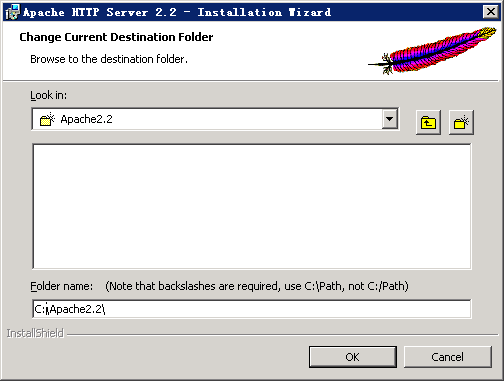 Apache HTTP Server 2.2 - Installation Wizard
Change Current Destination Folder
Browse to the destination folder.
Look in:
Apache2.2
Folder name: (Note that backslashes are required, use C:\Path, not C:/Path)
C:\Apache2.2\
InstallShield
OK Cancel